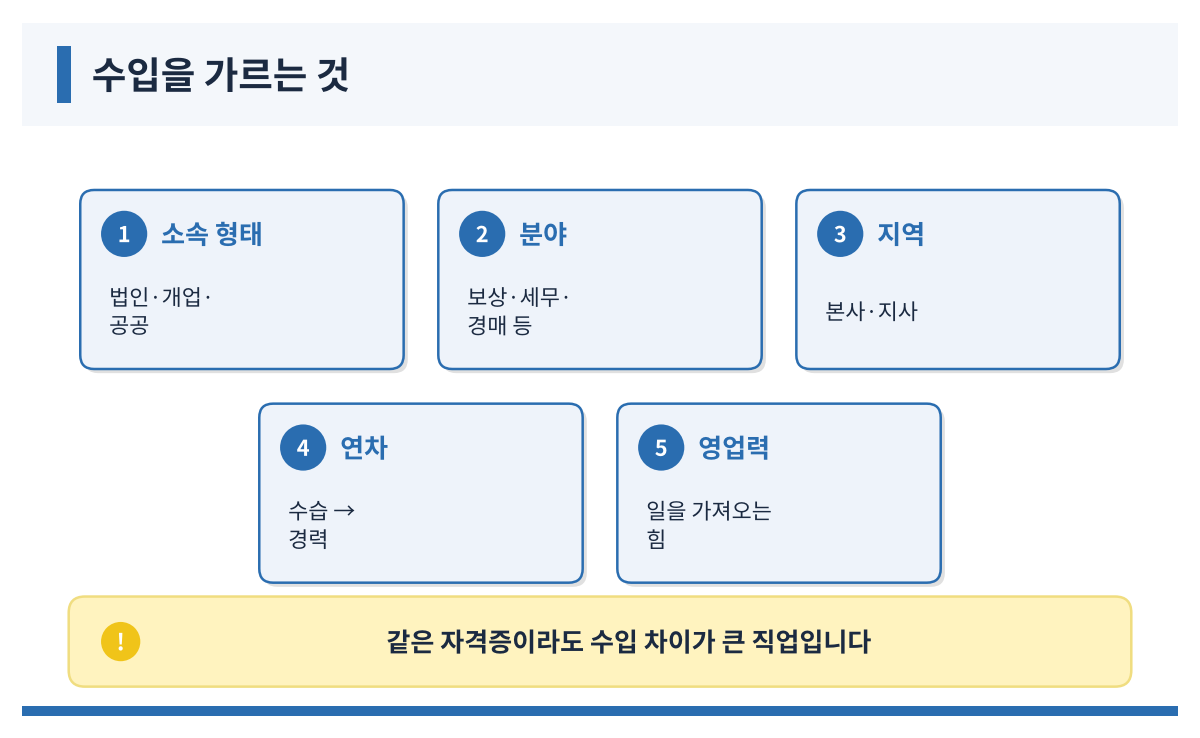 수입을 가르는 것
1 소속 형태
법인·개업·
공공
2 분야
보상·세무·
경매 등
3 지역
본사·지사
4 연차
수습 →
경력
5 영업력
일을 가져오는
힘
! 같은 자격증이라도 수입 차이가 큰 직업입니다